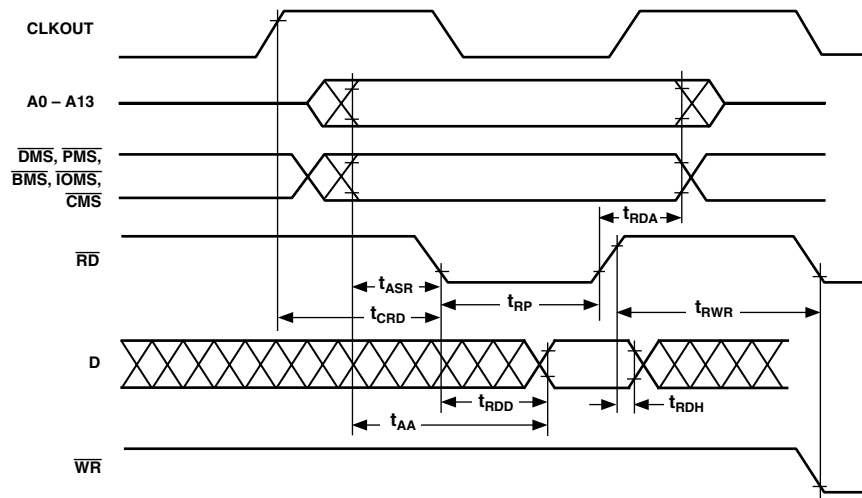 CLKOUT
A0 – A13
DMS, PMS,
BMS, IOMS,
CMS
tRDA
RD
tASR
tRP
tCRD
tRWR
D
tRDD
tRDH
tAA
WR